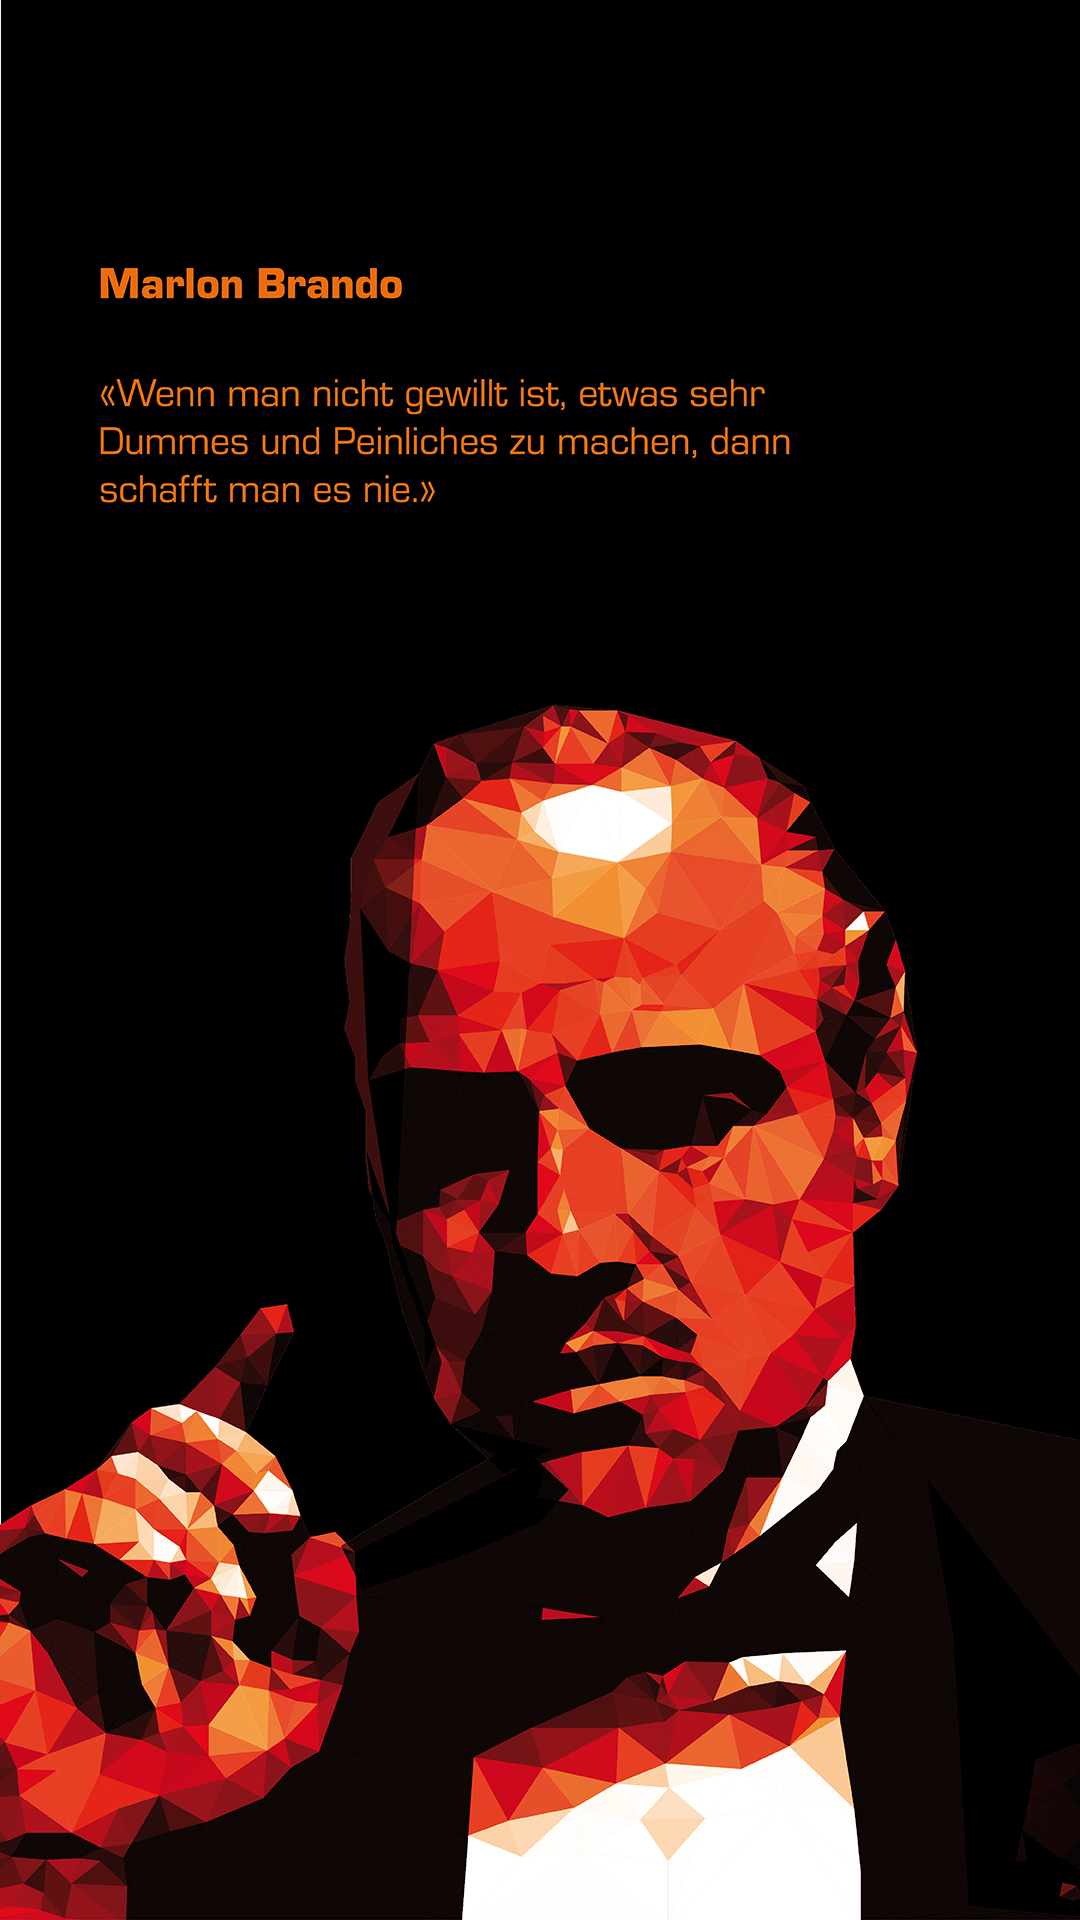 Marlon Brando
«Wenn man nicht gewillt ist, etwas sehr
Dummes und Peinliches zu machen, dann
schafft man es nie.»